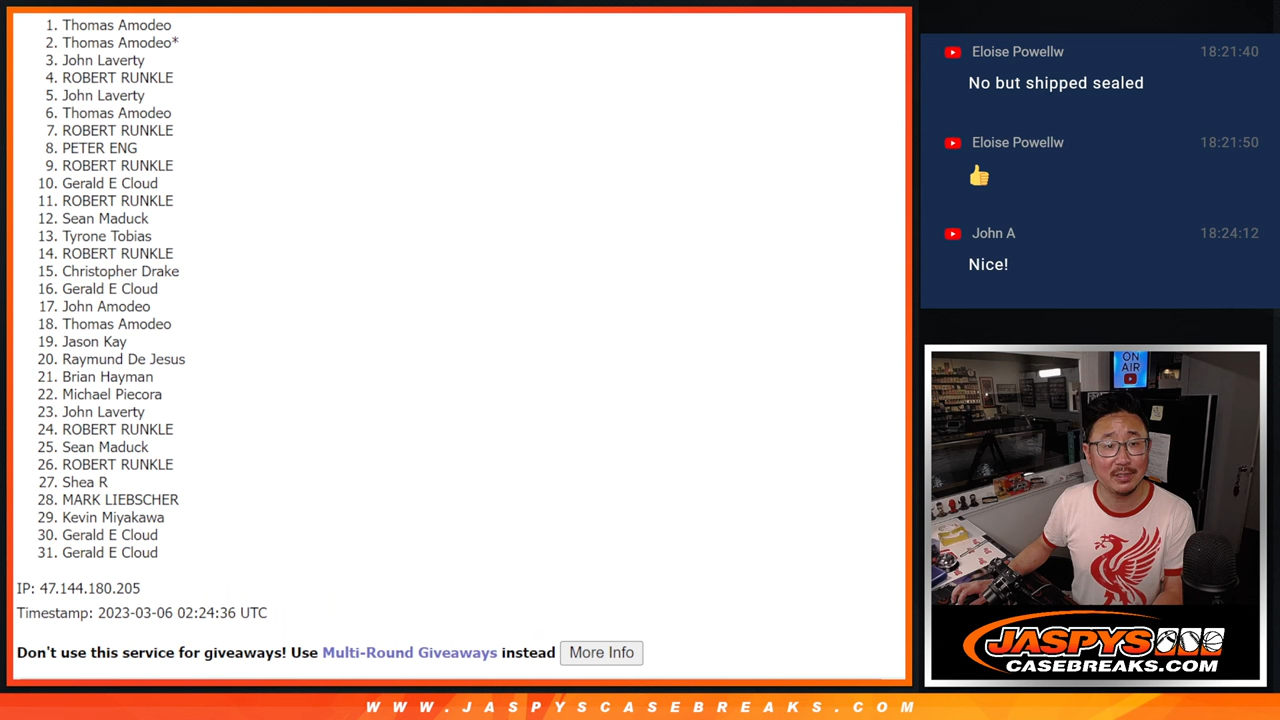 1. Thomas Amodeo
2. Thomas Amodeo*
3. John Laverty
4. ROBERT RUNKLE
5. John Laverty
6. Thomas Amodeo
7. ROBERT RUNKLE
8. PETER ENG
9. ROBERT RUNKLE
10. Gerald E Cloud
11. ROBERT RUNKLE
12. Sean Maduck
13. Tyrone Tobias
14. ROBERT RUNKLE
15. Christopher Drake
16. Gerald E Cloud
17. John Amodeo
18. Thomas Amodeo
19. Jason Kay
20. Raymund De Jesus
21. Brian Hayman
22. Michael Piecora
23. John Laverty
24. ROBERT RUNKLE
25. Sean Maduck
26. ROBERT RUNKLE
27. Shea R
28. MARK LIEBSCHER
29. Kevin Miyakawa
30. Gerald E Cloud
31. Gerald E Cloud
IP: 47.144.180.205
Timestamp: 2023-03-06 02:24:36 UTC
Don't use this service for giveaways! Use Multi-Round Giveaways instead More Info
Eloise Powellw 18:21:40
No but shipped sealed
Eloise Powellw 18:21:50
👍
John A 18:24:12
Nice!
ON
AIR
JASPYS
CASEBREAKS.COM
WWW.JASPYSCASEBREAKS.COM